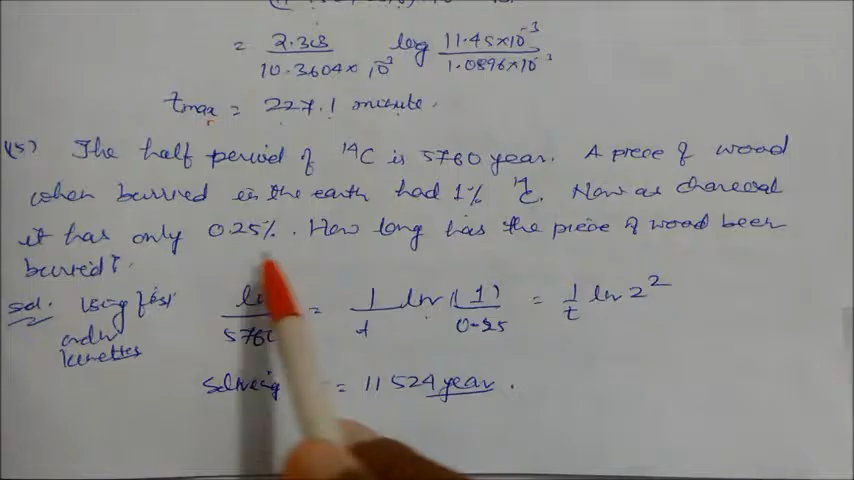 = 2.303 / 10.3604×10⁻³ log 11.45×10⁻³ / 1.0896×10⁻³
tmax = 227.1 minute.
(15) The half period of ¹⁴C is 5760 year. A piece of wood
when burried in the earth had 1% ¹⁴C. Now as charcoal
it has only 0.25%. How long has the piece of wood been
burried?
Sol. Using first order kinetics
ln / 576 = 1/t ln (1)/0.25 = 1/t ln 2²
Solving = 11524 year.